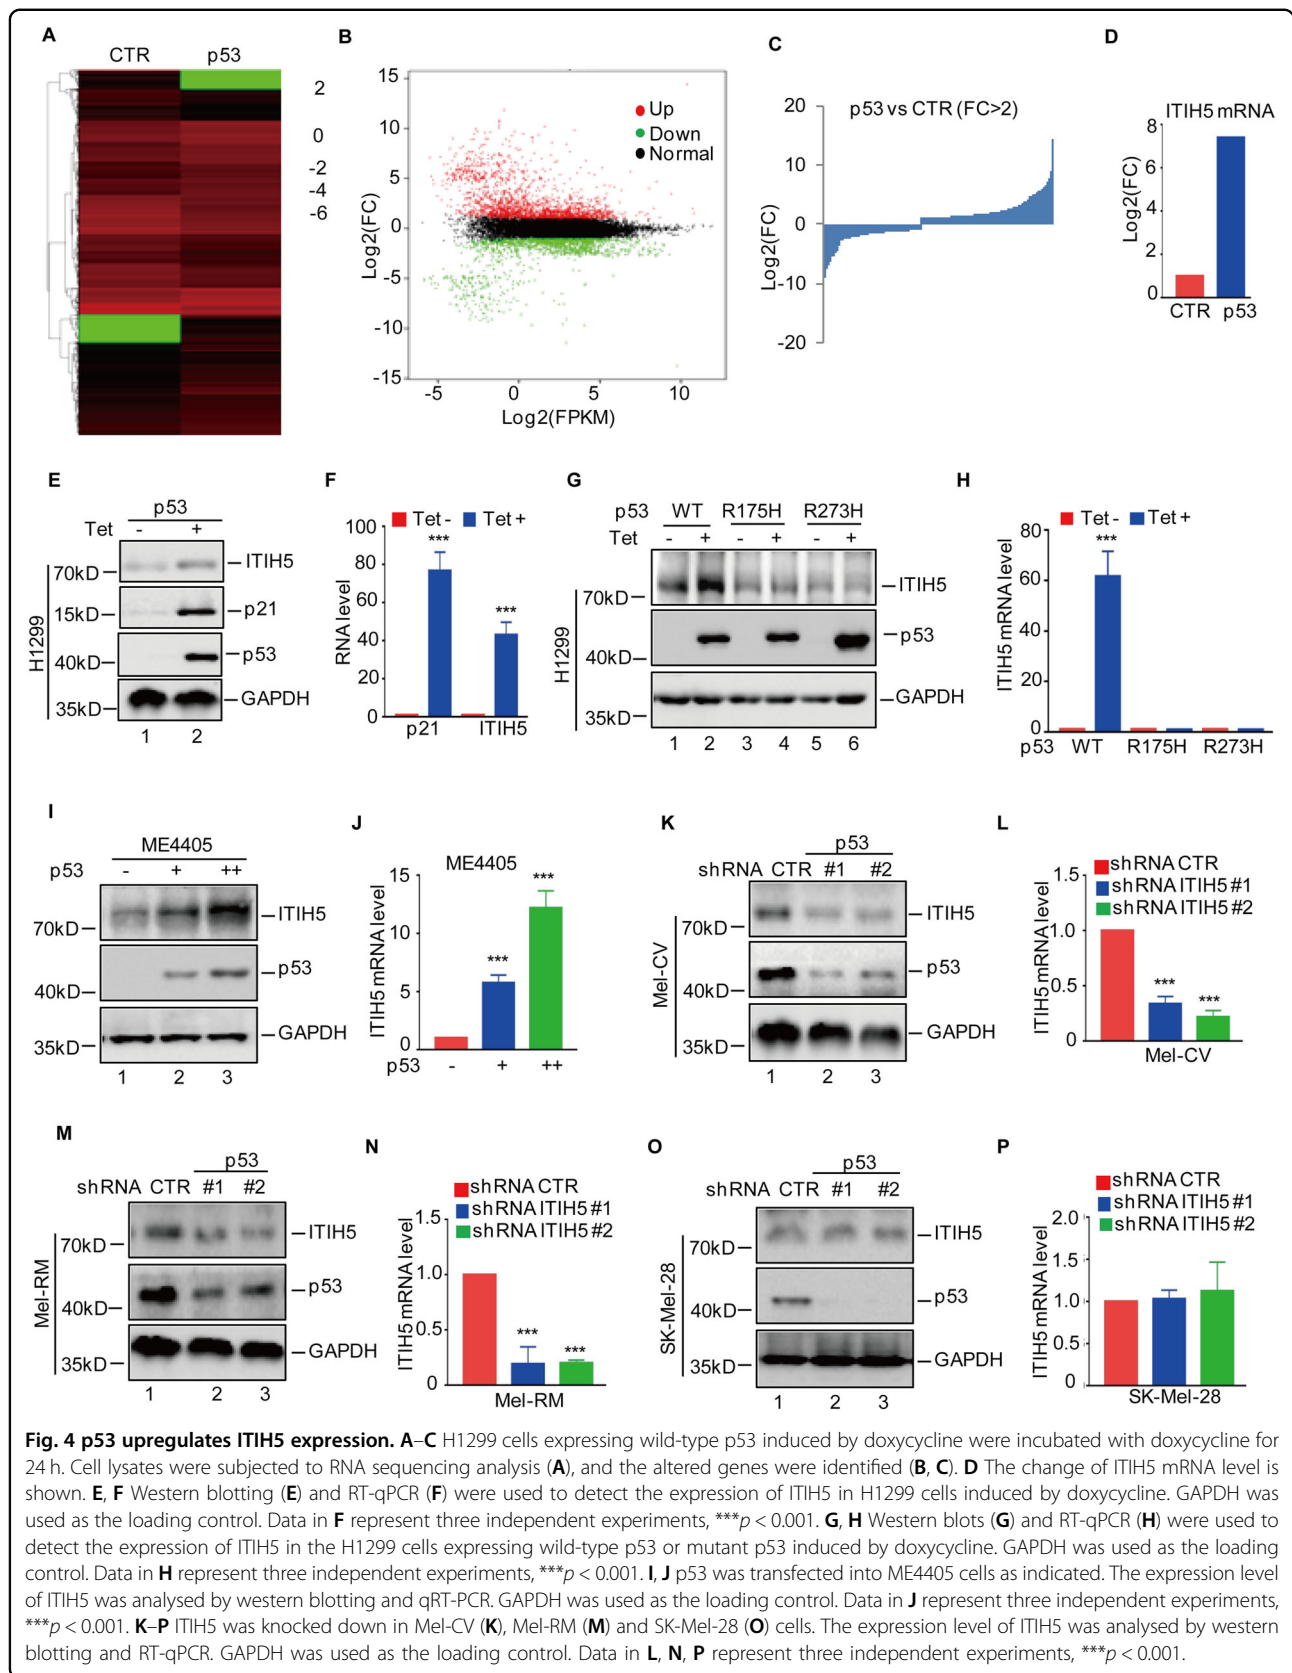 A
CTR p53
2
0
-2
-4
-6
B
15
10
5
0
-5
-10
-15
Log2(FC)
Up
Down
Normal
-5 0 5 10
Log2(FPKM)
C
p53 vs CTR (FC>2)
20
10
0
-10
-20
Log2(FC)
D
ITIH5 mRNA
8
6
4
2
0
Log2(FC)
CTR p53
E
p53
Tet - +
ITIH5
70kD
p21
15kD
p53
40kD
GAPDH
35kD
H1299
1 2
F
Tet - Tet +
100
80
60
40
20
0
RNA level
***
***
p21 ITIH5
G
p53 WT R175H R273H
Tet - + - + - +
ITIH5
70kD
p53
40kD
GAPDH
35kD
H1299
1 2 3 4 5 6
H
Tet - Tet +
80
60
40
20
0
ITIH5 mRNA level
***
p53 WT R175H R273H
I
ME4405
p53 - + ++
ITIH5
70kD
p53
40kD
GAPDH
35kD
1 2 3
J
ME4405
15
10
5
0
ITIH5 mRNA level
***
***
p53 - + ++
K
p53
shRNA CTR #1 #2
ITIH5
70kD
p53
40kD
GAPDH
35kD
Mel-CV
1 2 3
L
shRNA CTR
shRNA ITIH5 #1
shRNA ITIH5 #2
1.0
0.5
0
ITIH5 mRNA level
***
***
Mel-CV
M
p53
shRNA CTR #1 #2
ITIH5
70kD
p53
40kD
GAPDH
35kD
Mel-RM
1 2 3
N
shRNA CTR
shRNA ITIH5 #1
shRNA ITIH5 #2
1.5
1.0
0.5
0
ITIH5 mRNA level
***
***
Mel-RM
O
p53
shRNA CTR #1 #2
ITIH5
70kD
p53
40kD
GAPDH
35kD
SK-Mel-28
1 2 3
P
shRNA CTR
shRNA ITIH5 #1
shRNA ITIH5 #2
2.0
1.5
1.0
0.5
0
ITIH5 mRNA level
SK-Mel-28
Fig. 4 p53 upregulates ITIH5 expression. A–C H1299 cells expressing wild-type p53 induced by doxycycline were incubated with doxycycline for
24 h. Cell lysates were subjected to RNA sequencing analysis (A), and the altered genes were identified (B, C). D The change of ITIH5 mRNA level is
shown. E, F Western blotting (E) and RT-qPCR (F) were used to detect the expression of ITIH5 in H1299 cells induced by doxycycline. GAPDH was
used as the loading control. Data in F represent three independent experiments, ***p < 0.001. G, H Western blots (G) and RT-qPCR (H) were used to
detect the expression of ITIH5 in the H1299 cells expressing wild-type p53 or mutant p53 induced by doxycycline. GAPDH was used as the loading
control. Data in H represent three independent experiments, ***p < 0.001. I, J p53 was transfected into ME4405 cells as indicated. The expression level
of ITIH5 was analysed by western blotting and qRT-PCR. GAPDH was used as the loading control. Data in J represent three independent experiments,
***p < 0.001. K–P ITIH5 was knocked down in Mel-CV (K), Mel-RM (M) and SK-Mel-28 (O) cells. The expression level of ITIH5 was analysed by western
blotting and RT-qPCR. GAPDH was used as the loading control. Data in L, N, P represent three independent experiments, ***p < 0.001.